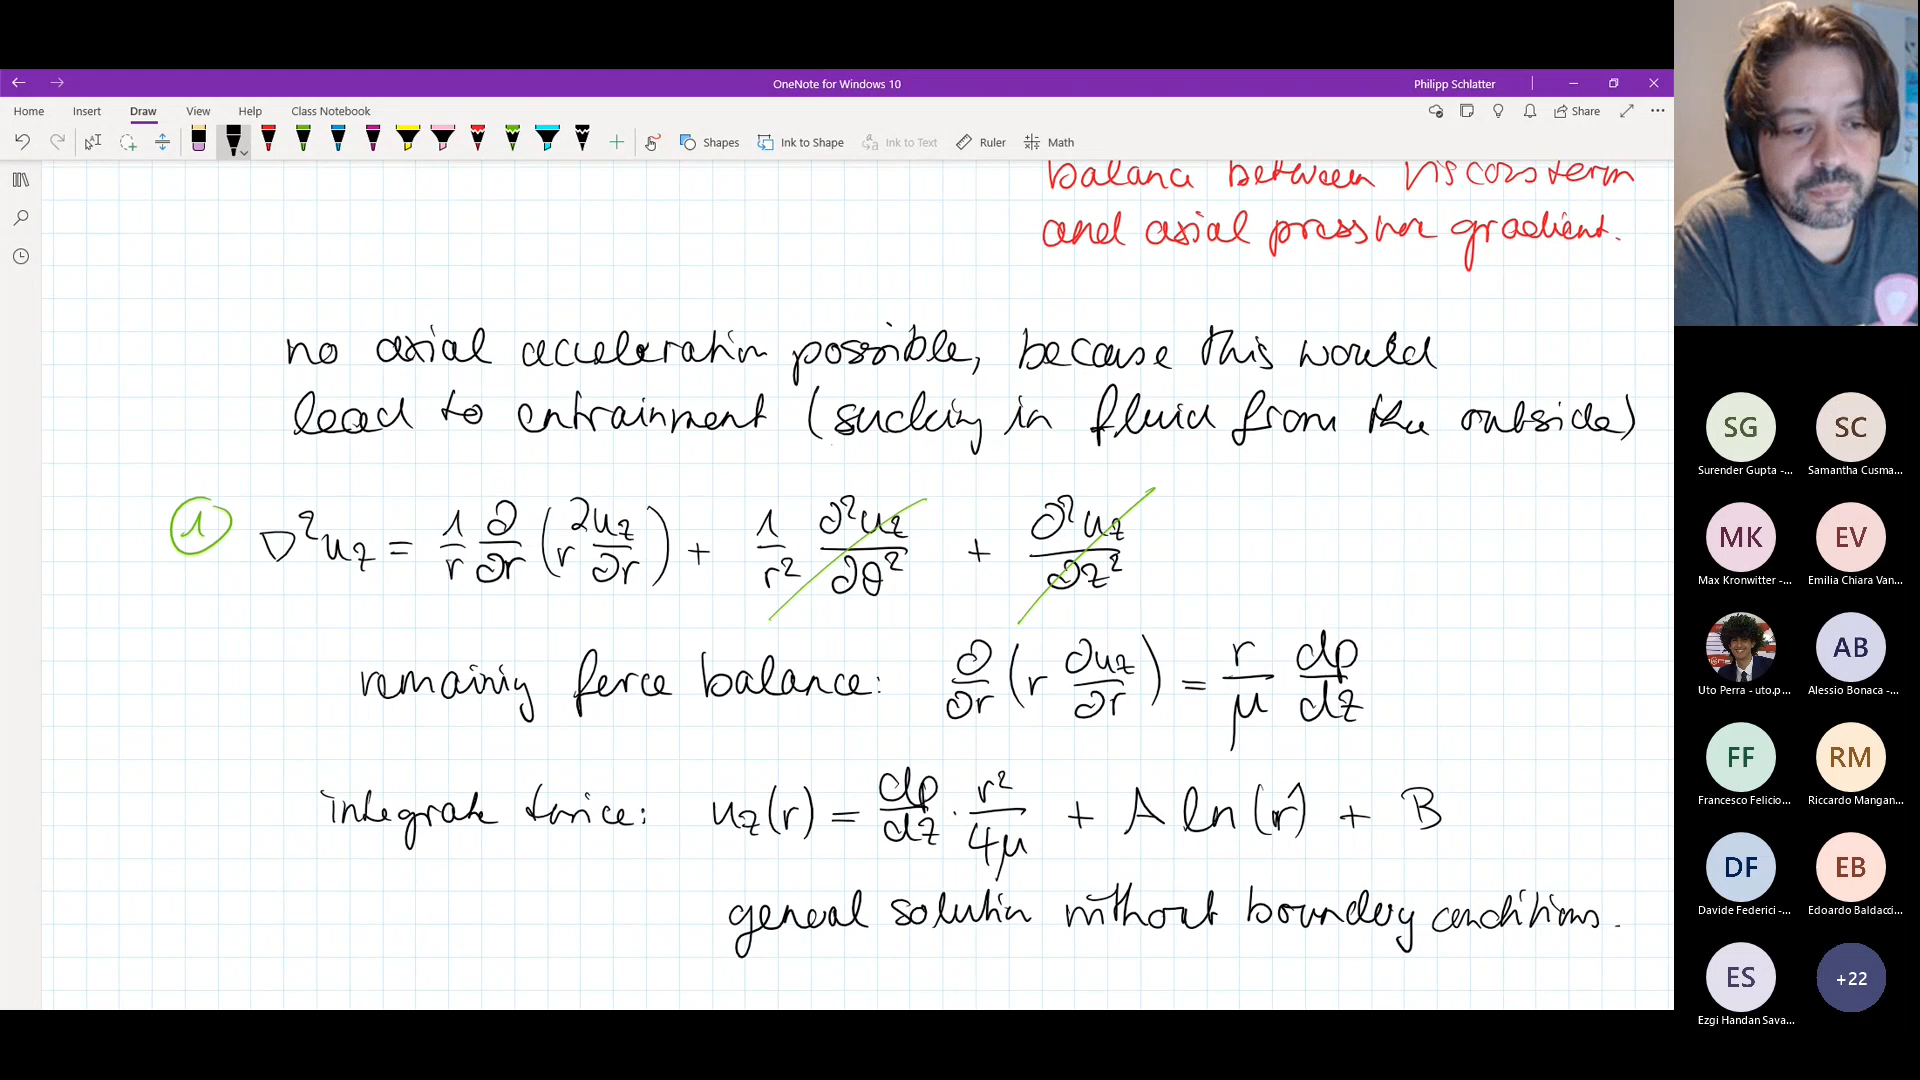 OneNote for Windows 10
Philipp Schlatter
Home Insert Draw View Help Class Notebook
Share
Shapes Ink to Shape Ink to Text Ruler Math
balance between viscous term
and axial pressure gradient.
no axial acceleration possible, because this would
lead to entrainment (sucking in fluid from the outside)
① ∇²u_z = 1/r ∂/∂r (r ∂u_z/∂r) + 1/r² ∂²u_z/∂θ² + ∂²u_z/∂z²
remaining force balance: ∂/∂r (r ∂u_z/∂r) = r/μ dp/dz
integrate twice: u_z(r) = dp/dz · r²/4μ + A ln(r) + B
general solution without boundary conditions.
SG
Surender Gupta -...
SC
Samantha Cusma...
MK
Max Kronwitter -...
EV
Emilia Chiara Van...
Uto Perra - uto.p...
AB
Alessio Bonaca -...
FF
Francesco Felicio...
RM
Riccardo Mangan...
DF
Davide Federici -...
EB
Edoardo Baldacci...
ES
Ezgi Handan Sava...
+22